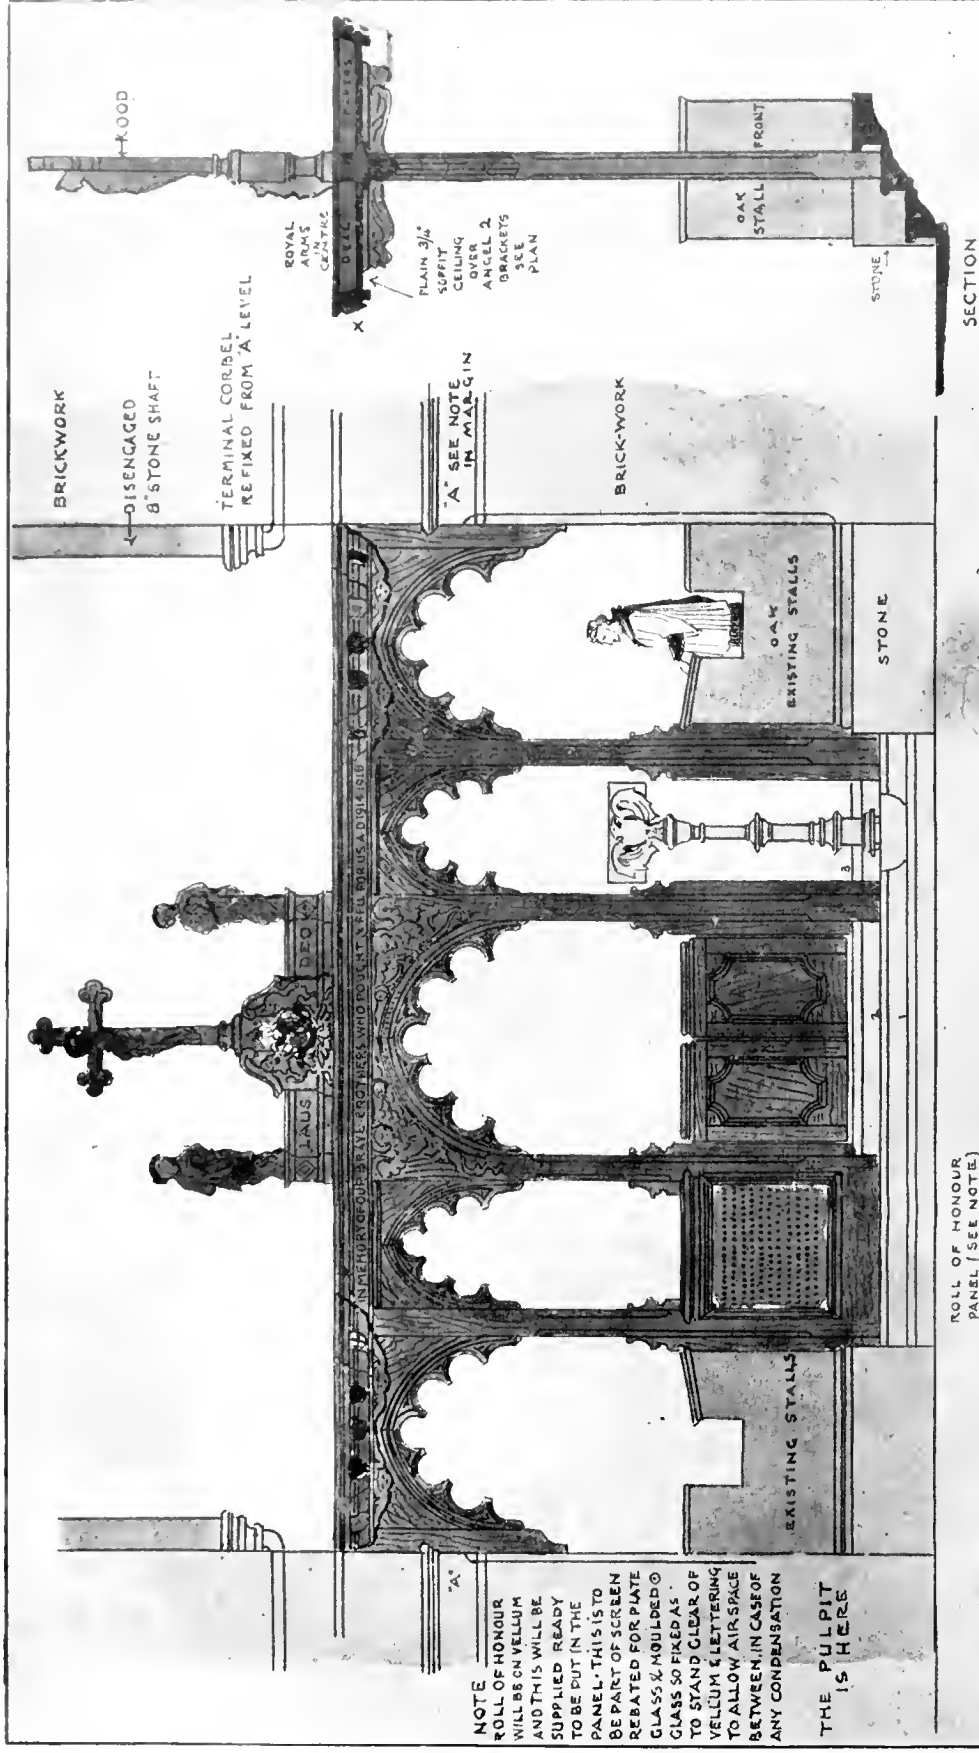 NOTE
ROLL OF HONOUR
WILL BE ON VELLUM
AND THIS WILL BE
SUPPLIED READY
TO BE PUT IN THE
PANEL. THIS IS TO
BE PART OF SCREEN
REBATED FOR PLATE
GLASS & MOULDED
GLASS SO FIXED AS
TO STAND CLEAR OF
VELLUM & LETTERING
TO ALLOW AIR SPACE
BETWEEN, IN CASE OF
ANY CONDENSATION
THE PULPIT
IS HERE
"A"
EXISTING STALLS
ROLL OF HONOUR
PANEL (SEE NOTE)
LAUS DEO
IN MEMORY OF OUR BRAVE BROTHERS WHO FOUGHT & FELL FOR US A.D 1914 1918
3
2
1
OAK
EXISTING STALLS
STONE
BRICKWORK
DISENGAGED
8" STONE SHAFT
TERMINAL CORBEL
REFIXED FROM "A" LEVEL
"A" SEE NOTE
IN MARGIN
BRICK-WORK
ROOD
ROYAL
ARMS
IN
CENTRE
X
PLAIN 3/4"
SOFFIT
CEILING
OVER
ANGEL 2
BRACKETS
SEE
PLAN
OAK
STALL FRONT
STONE
SECTION